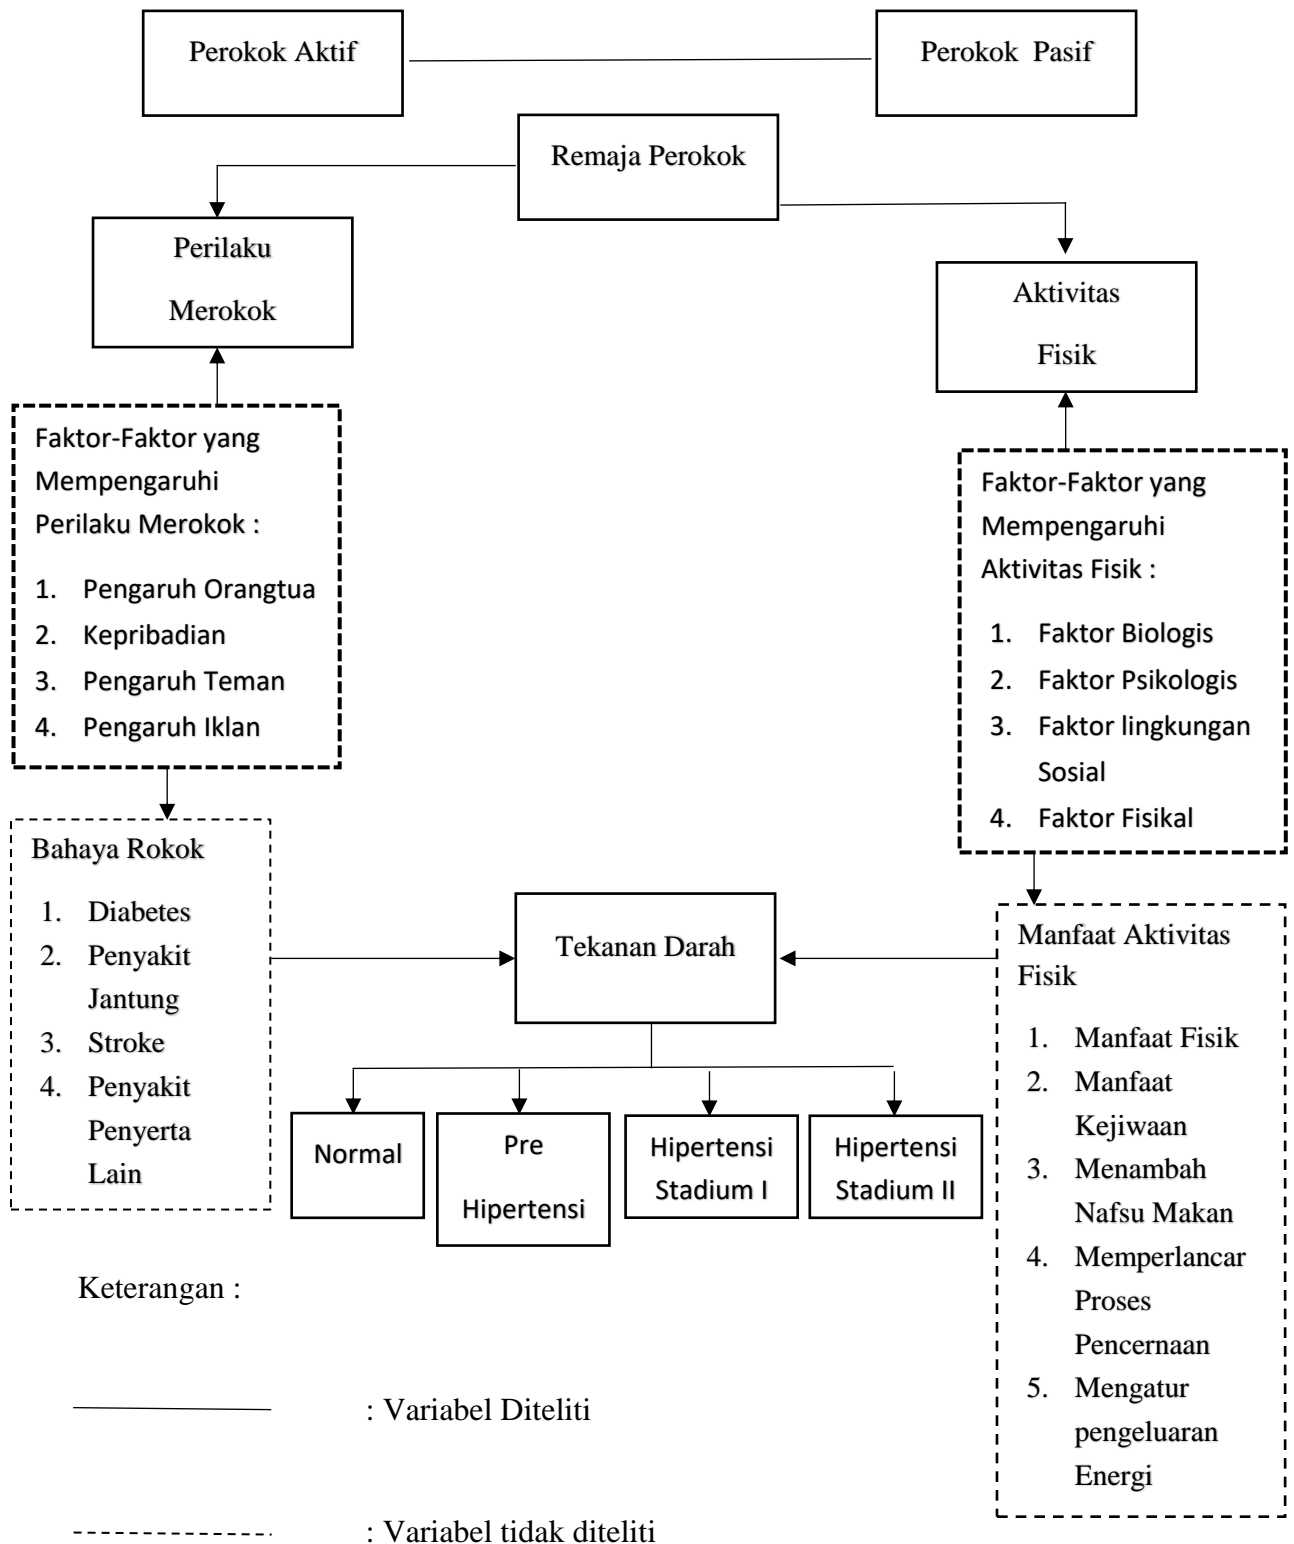 Perokok Aktif
Perokok Pasif
Remaja Perokok
Perilaku
Merokok
Aktivitas
Fisik
Faktor-Faktor yang
Mempengaruhi
Perilaku Merokok :
1. Pengaruh Orangtua
2. Kepribadian
3. Pengaruh Teman
4. Pengaruh Iklan
Faktor-Faktor yang
Mempengaruhi
Aktivitas Fisik :
1. Faktor Biologis
2. Faktor Psikologis
3. Faktor lingkungan
Sosial
4. Faktor Fisikal
Bahaya Rokok
1. Diabetes
2. Penyakit
Jantung
3. Stroke
4. Penyakit
Penyerta
Lain
Tekanan Darah
Manfaat Aktivitas
Fisik
1. Manfaat Fisik
2. Manfaat
Kejiwaan
3. Menambah
Nafsu Makan
4. Memperlancar
Proses
Pencernaan
5. Mengatur
pengeluaran
Energi
Normal
Pre
Hipertensi
Hipertensi
Stadium I
Hipertensi
Stadium II
Keterangan :
: Variabel Diteliti
: Variabel tidak diteliti